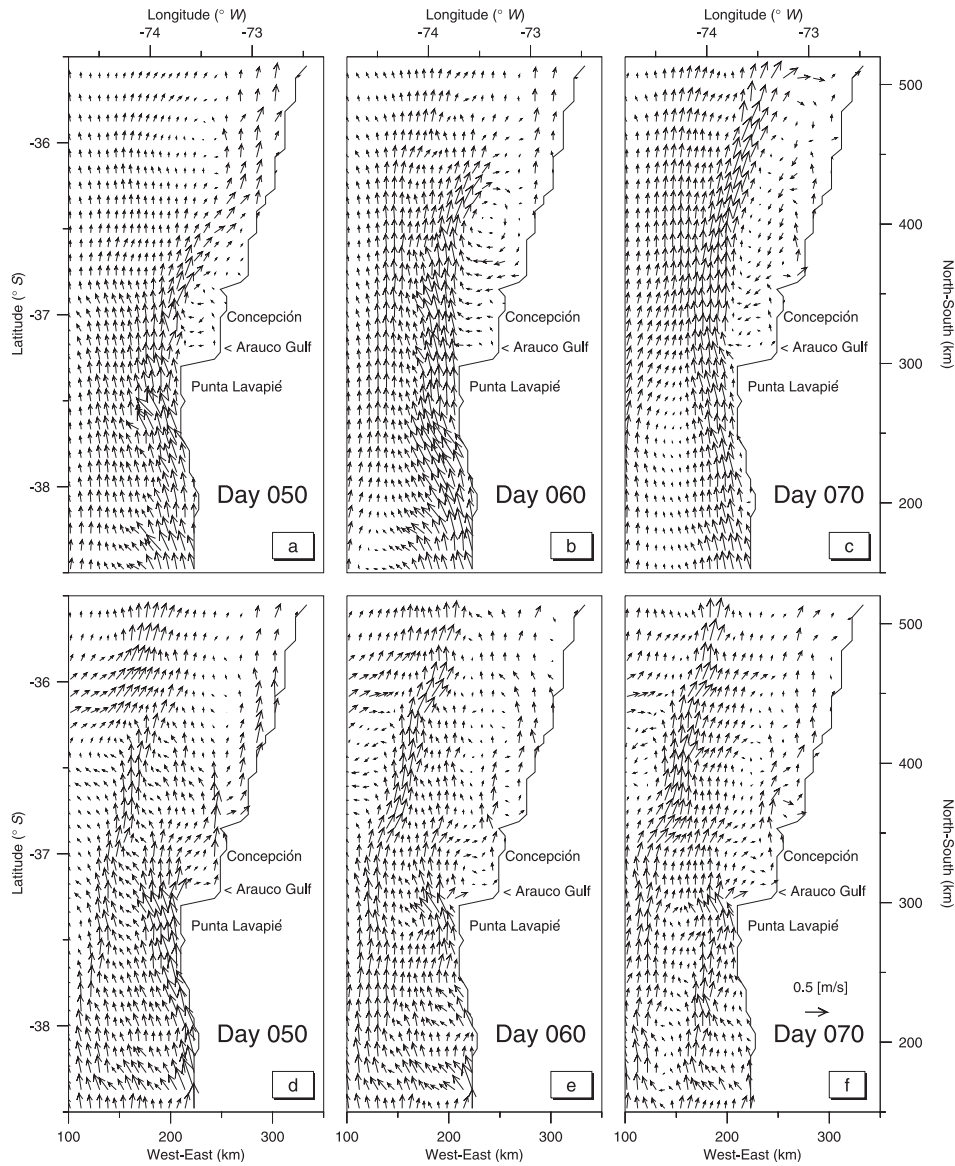 Longitude (° W)
Longitude (° W)
Longitude (° W)
-74 -73
-74 -73
-74 -73
Latitude (° S)
-36
-37
-38
Concepción
< Arauco Gulf
Punta Lavapié
Day 050
a
Concepción
< Arauco Gulf
Punta Lavapié
Day 060
b
Concepción
< Arauco Gulf
Punta Lavapié
Day 070
c
500
400
300
200
North-South (km)
Latitude (° S)
-36
-37
-38
Concepción
< Arauco Gulf
Punta Lavapié
Day 050
d
Concepción
< Arauco Gulf
Punta Lavapié
Day 060
e
Concepción
< Arauco Gulf
Punta Lavapié
0.5 [m/s]
Day 070
f
500
400
300
200
North-South (km)
100 200 300
100 200 300
100 200 300
West-East (km)
West-East (km)
West-East (km)